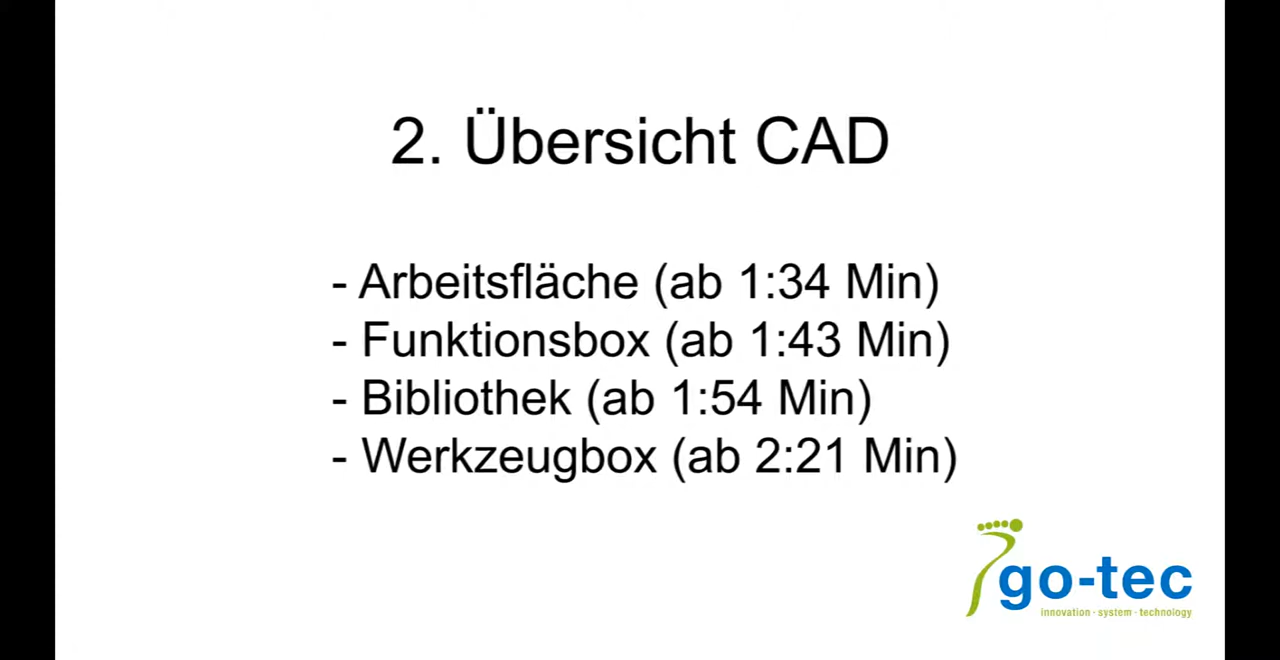 2. Übersicht CAD
- Arbeitsfläche (ab 1:34 Min)
- Funktionsbox (ab 1:43 Min)
- Bibliothek (ab 1:54 Min)
- Werkzeugbox (ab 2:21 Min)
go-tec
innovation · system · technology